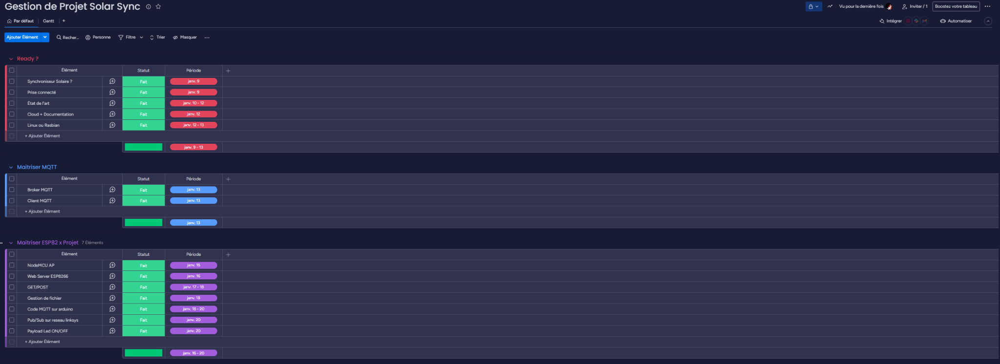 Gestion de Projet Solar Sync
Vu pour la dernière fois Inviter / 1 Boostez votre tableau
Par défaut Gantt +
Intégrer Automatiser
Ajouter Élément Recher... Personne Filtre Trier Masquer ...
Ready ?
Élément Statut Période +
Synchroniseur Solaire ? Fait janv. 9
Prise connecté Fait janv. 9
État de l'art Fait janv. 10 - 12
Cloud + Documentation Fait janv. 12
Linux ou Rasbian Fait janv. 12 - 13
+ Ajouter Élément
janv. 9 - 13
Maitriser MQTT
Élément Statut Période +
Broker MQTT Fait janv. 13
Client MQTT Fait janv. 13
+ Ajouter Élément
janv. 13
Maitriser ESP82 x Projet 7 Éléments
Élément Statut Période +
NodeMCU AP Fait janv. 16
Web Server ESP8266 Fait janv. 16
GET/POST Fait janv. 17 - 18
Gestion de fichier Fait janv. 18
Code MQTT sur arduino Fait janv. 18 - 20
Pub/Sub sur reseau linksys Fait janv. 20
Payload Led ON/OFF Fait janv. 20
+ Ajouter Élément
janv. 16 - 20